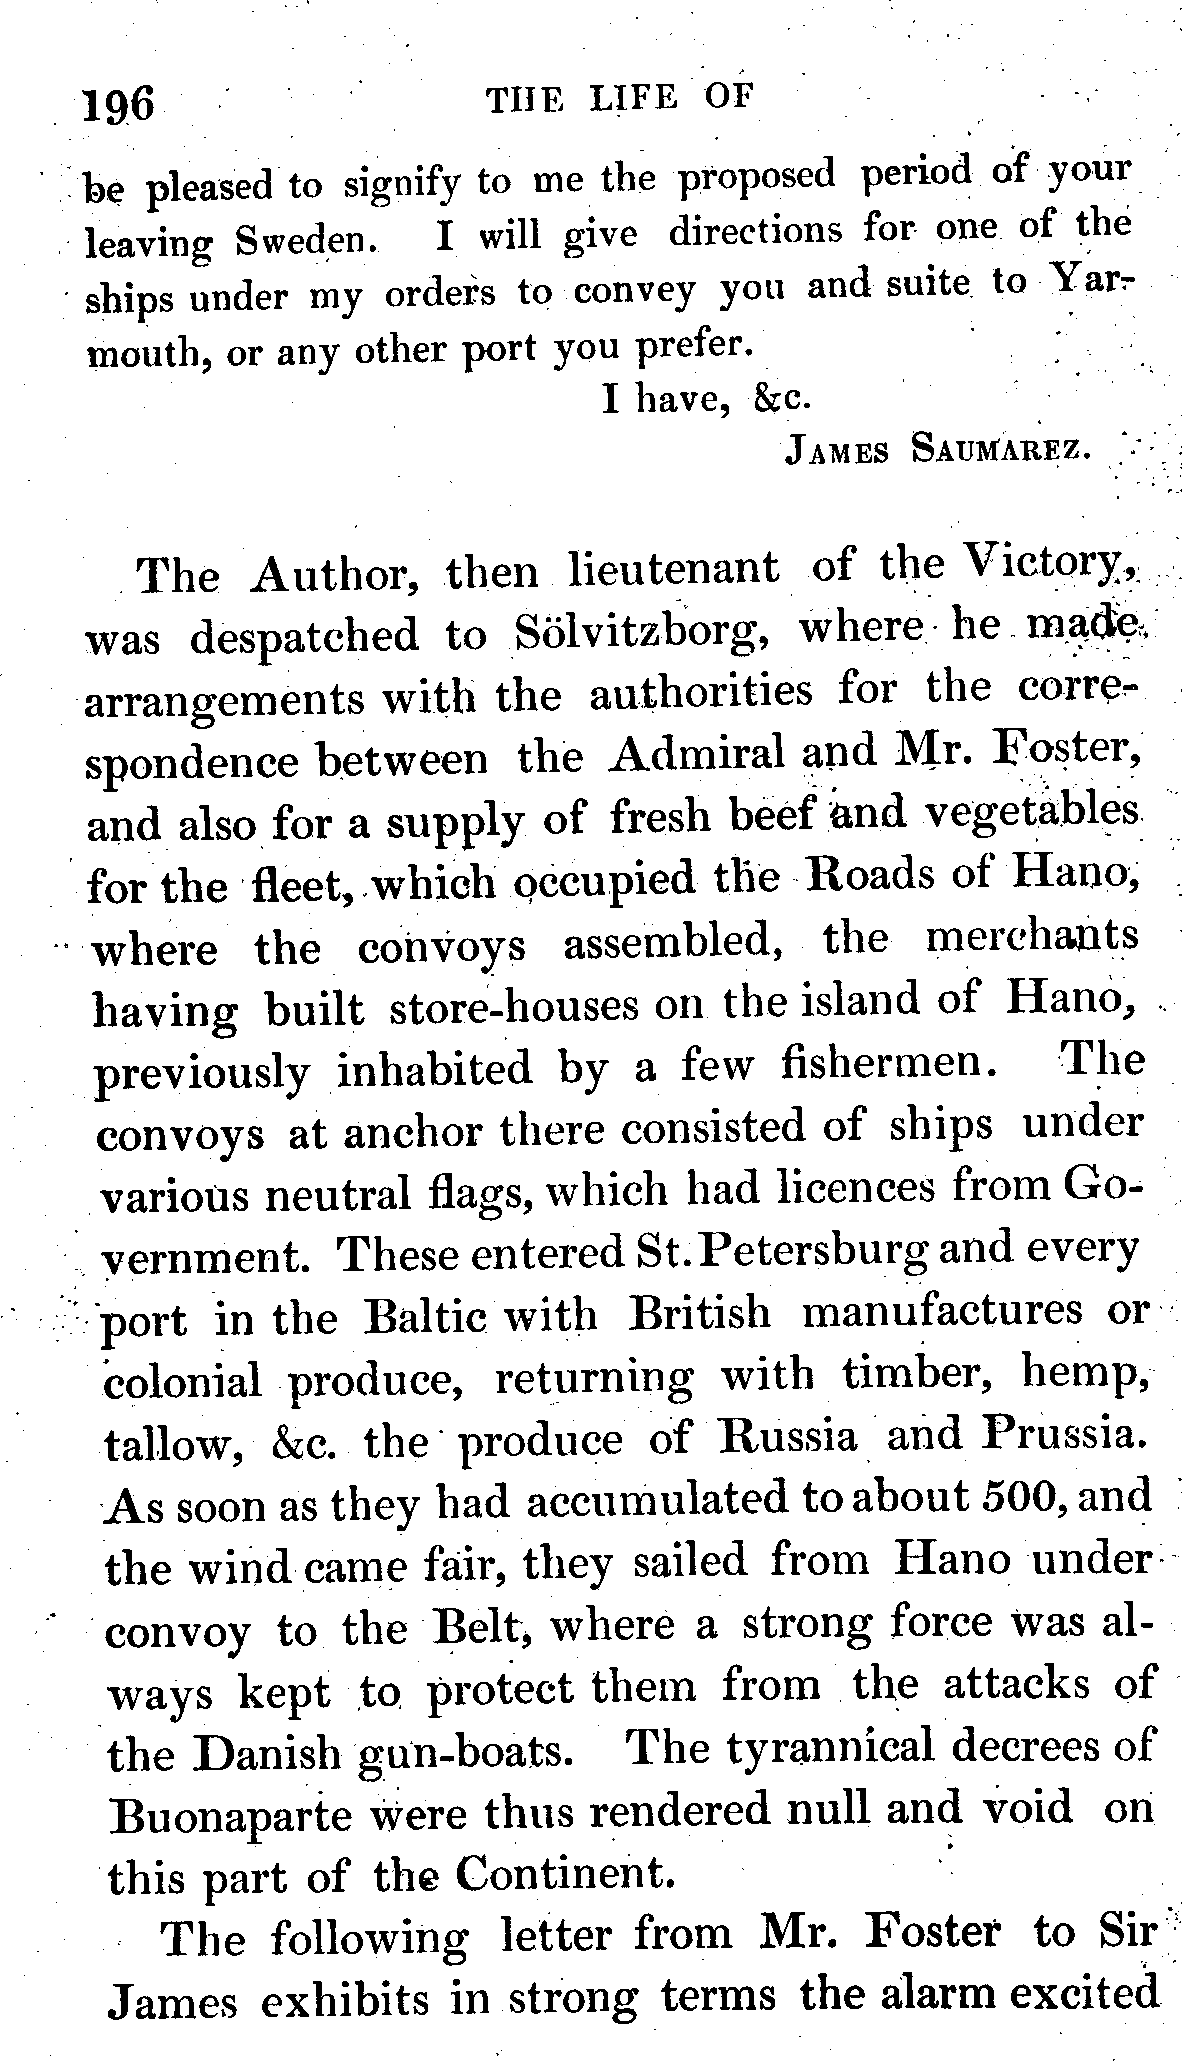 196 THE LIFE OF
be pleased to signify to me the proposed period of your
leaving Sweden. I will give directions for one of the
ships under my orders to convey you and suite to Yar-
mouth, or any other port you prefer.
I have, &c.
JAMES SAUMAREZ.
The Author, then lieutenant of the Victory,
was despatched to Sölvitzborg, where he made
arrangements with the authorities for the corre-
spondence between the Admiral and Mr. Foster,
and also for a supply of fresh beef and vegetables
for the fleet, which occupied the Roads of Hano,
where the convoys assembled, the merchants
having built store-houses on the island of Hano,
previously inhabited by a few fishermen. The
convoys at anchor there consisted of ships under
various neutral flags, which had licences from Go-
vernment. These entered St. Petersburg and every
port in the Baltic with British manufactures or
colonial produce, returning with timber, hemp,
tallow, &c. the produce of Russia and Prussia.
As soon as they had accumulated to about 500, and
the wind came fair, they sailed from Hano under
convoy to the Belt, where a strong force was al-
ways kept to protect them from the attacks of
the Danish gun-boats. The tyrannical decrees of
Buonaparte were thus rendered null and void on
this part of the Continent.
The following letter from Mr. Foster to Sir
James exhibits in strong terms the alarm excited